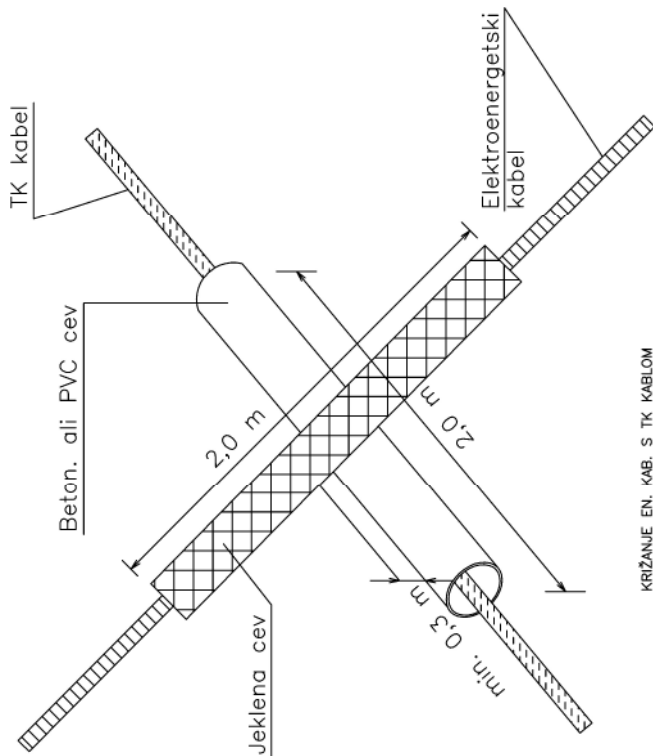 TK kabel
Beton. ali PVC cev
2,0 m
2,0 m
min. 0,3 m
Jeklena cev
Elektroenergetski
kabel
KRIŽANJE EN. KAB. S TK KABLOM